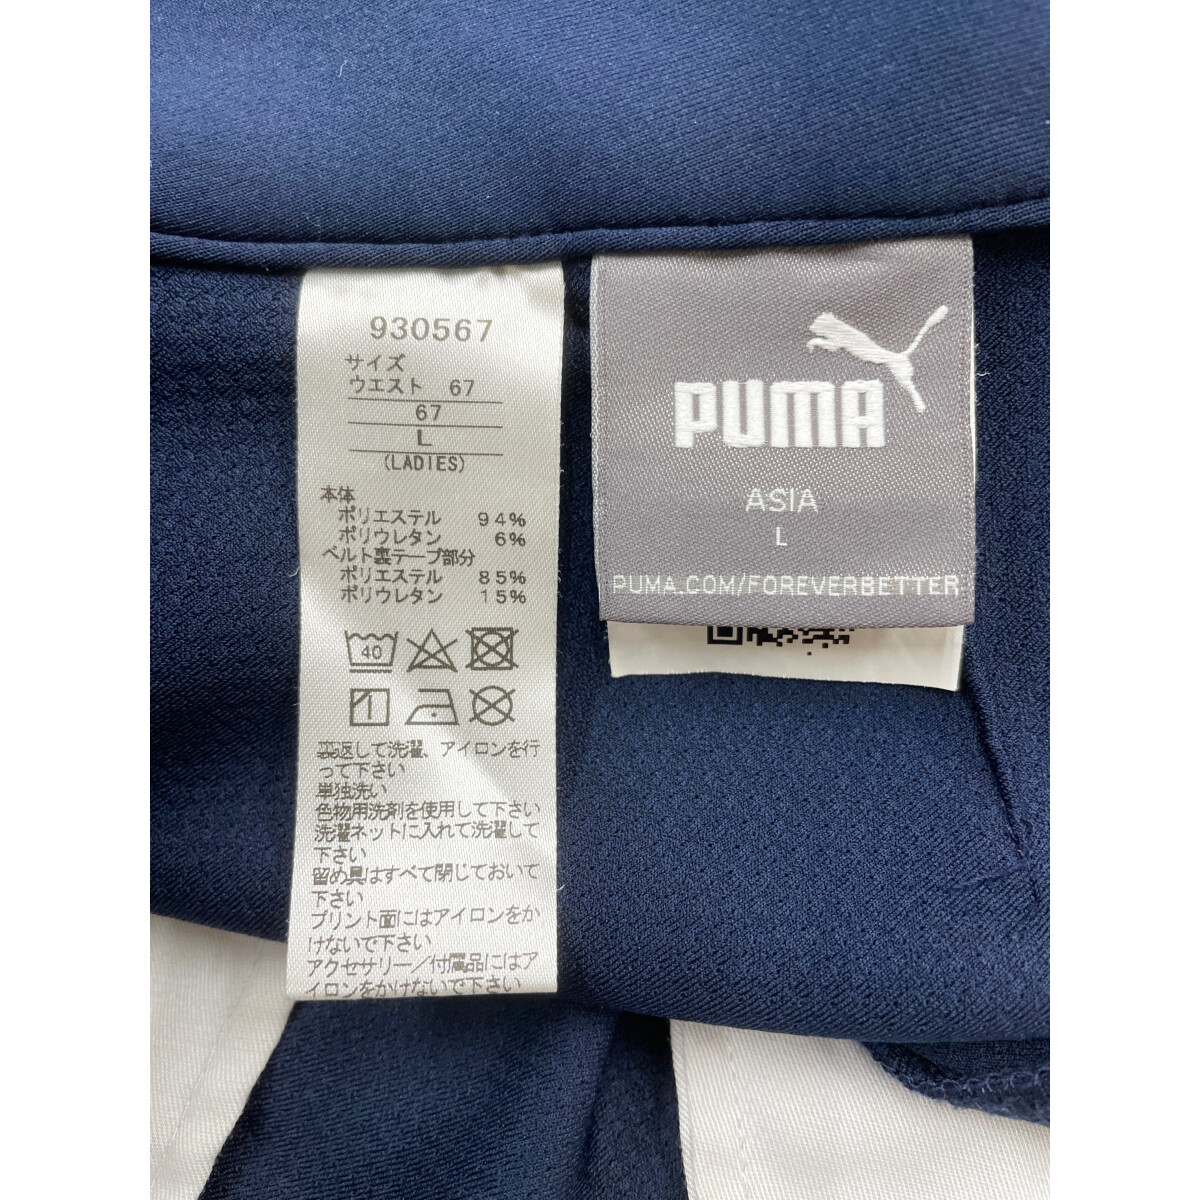 930567
サイズ
ウエスト 67
67
L
(LADIES)
本体
ポリエステル 94%
ポリウレタン 6%
ベルト裏テープ部分
ポリエステル 85%
ポリウレタン 15%
40
裏返して洗濯、アイロンを行
って下さい
単独洗い
色物用洗剤を使用して下さい
洗濯ネットに入れて洗濯して
下さい
留め具はすべて閉じておいて
下さい
プリント面にはアイロンをか
けないで下さい
アクセサリー/付属品にはア
イロンをかけないで下さい
PUMA
ASIA
L
PUMA.COM/FOREVERBETTER